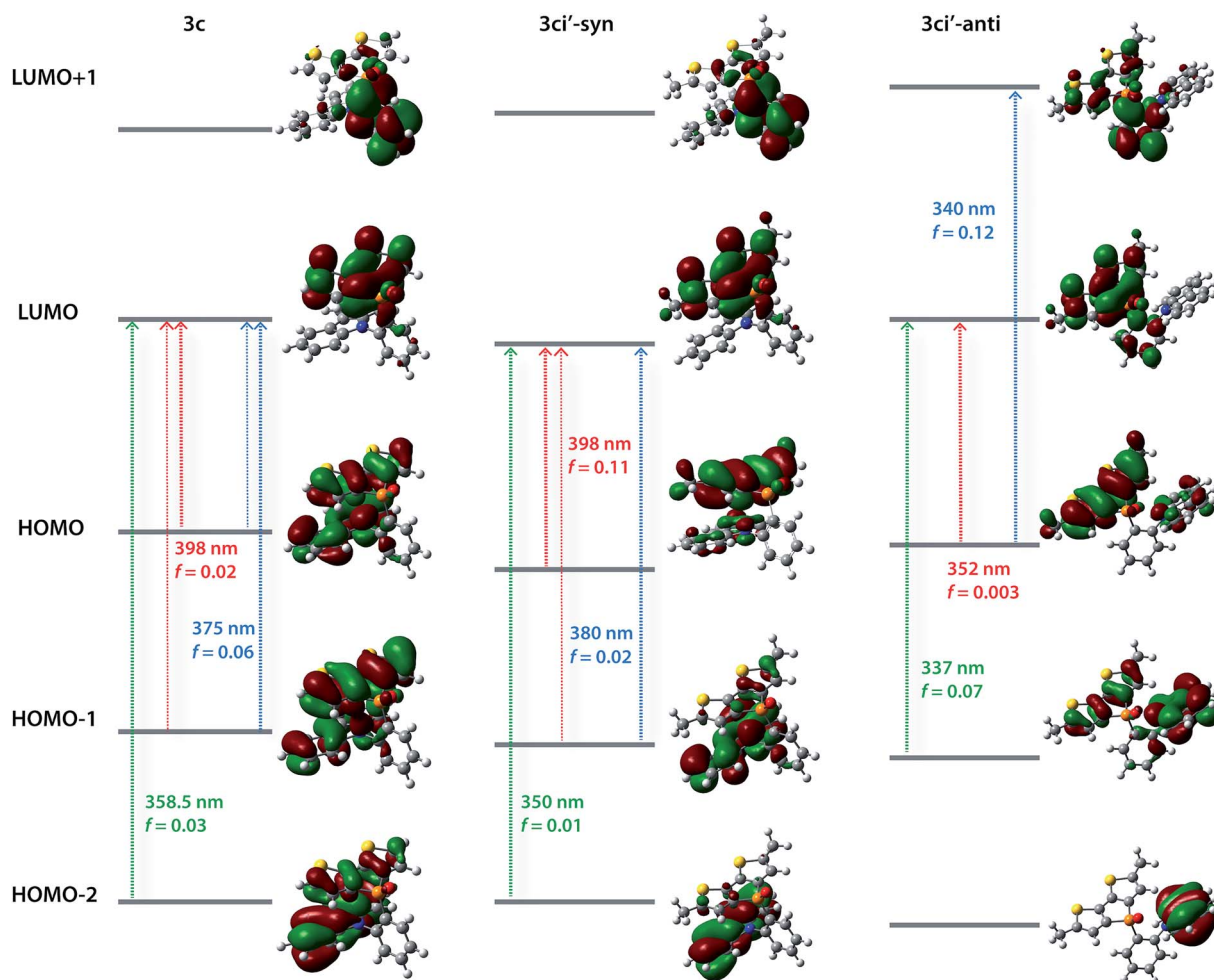 3c
3ci′-syn
3ci′-anti
LUMO+1
340 nm
f = 0.12
LUMO
398 nm
f = 0.11
HOMO
398 nm
f = 0.02
352 nm
f = 0.003
375 nm
f = 0.06
380 nm
f = 0.02
337 nm
f = 0.07
HOMO-1
358.5 nm
f = 0.03
350 nm
f = 0.01
HOMO-2